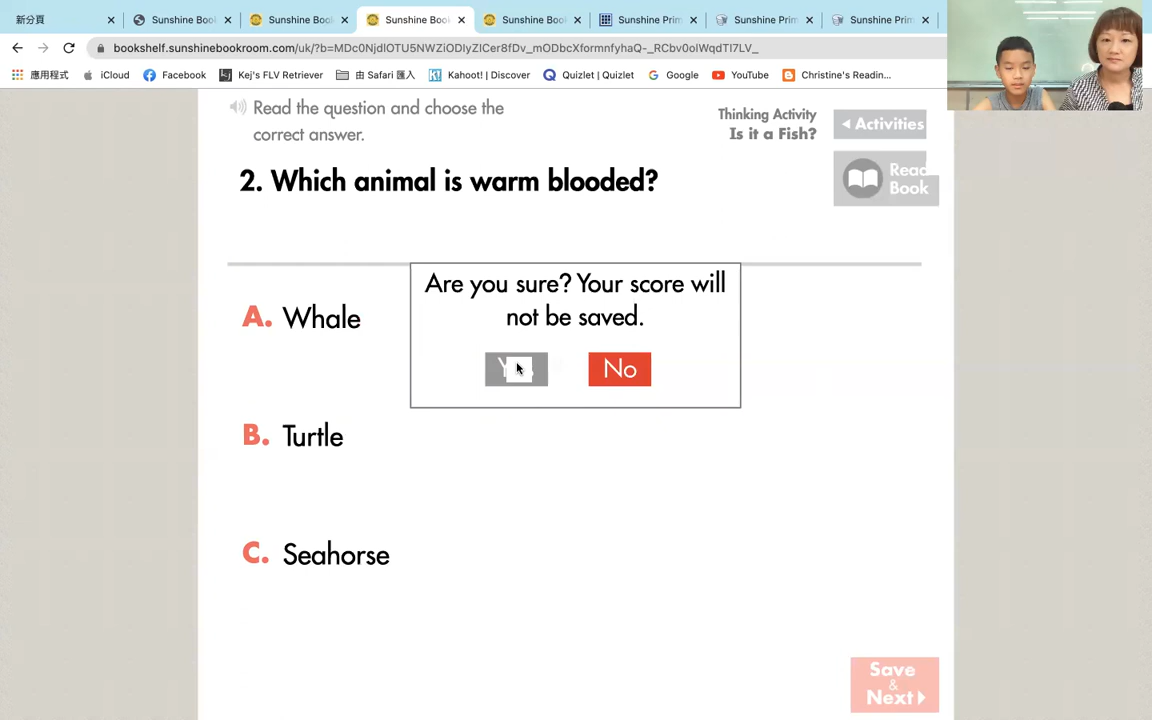 新分頁
Sunshine Boo
Sunshine Boo
Sunshine Boo
Sunshine Boo
Sunshine Prim
Sunshine Prim
Sunshine Prim
bookshelf.sunshinebookroom.com/uk/?b=MDc0NjdlOTU5NWZiODIyZlCer8fDv_mODbcXformnfyhaQ-_RCbv0oiWqdTl7LV_
應用程式
iCloud
Facebook
Kej's FLV Retriever
由 Safari 匯入
Kahoot! | Discover
Quizlet | Quizlet
Google
YouTube
Christine's Readin...
Read the question and choose the
correct answer.
Thinking Activity
Is it a Fish?
Activities
Read
Book
2. Which animal is warm blooded?
Are you sure? Your score will
not be saved.
No
A. Whale
B. Turtle
C. Seahorse
Save
&
Next